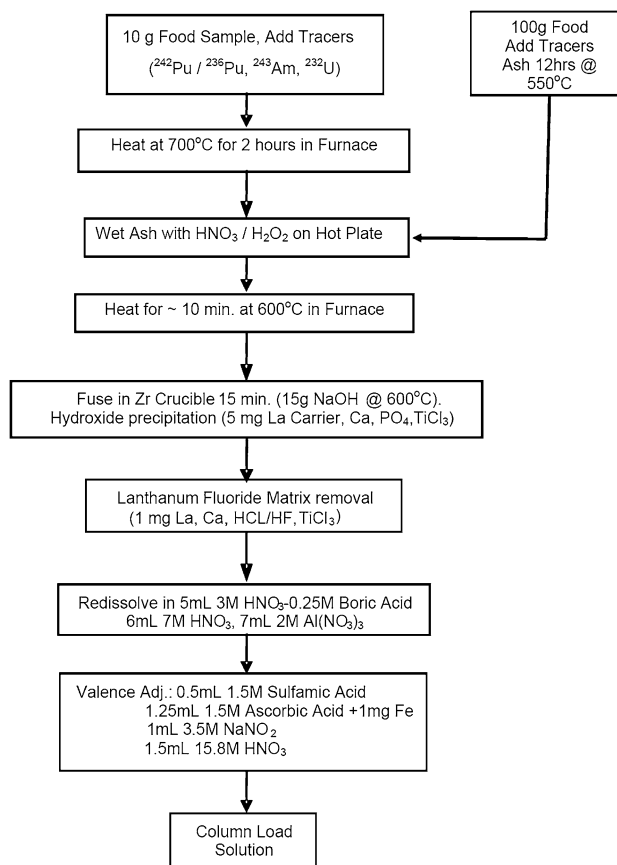 10 g Food Sample, Add Tracers
(²⁴²Pu / ²³⁶Pu, ²⁴³Am, ²³²U)
100g Food
Add Tracers
Ash 12hrs @
550°C
Heat at 700°C for 2 hours in Furnace
Wet Ash with HNO₃ / H₂O₂ on Hot Plate
Heat for ~ 10 min. at 600°C in Furnace
Fuse in Zr Crucible 15 min. (15g NaOH @ 600°C).
Hydroxide precipitation (5 mg La Carrier, Ca, PO₄,TiCl₃)
Lanthanum Fluoride Matrix removal
(1 mg La, Ca, HCL/HF,TiCl₃)
Redissolve in 5mL 3M HNO₃-0.25M Boric Acid
6mL 7M HNO₃, 7mL 2M Al(NO₃)₃
Valence Adj.: 0.5mL 1.5M Sulfamic Acid
1.25mL 1.5M Ascorbic Acid +1mg Fe
1mL 3.5M NaNO₂
1.5mL 15.8M HNO₃
Column Load
Solution